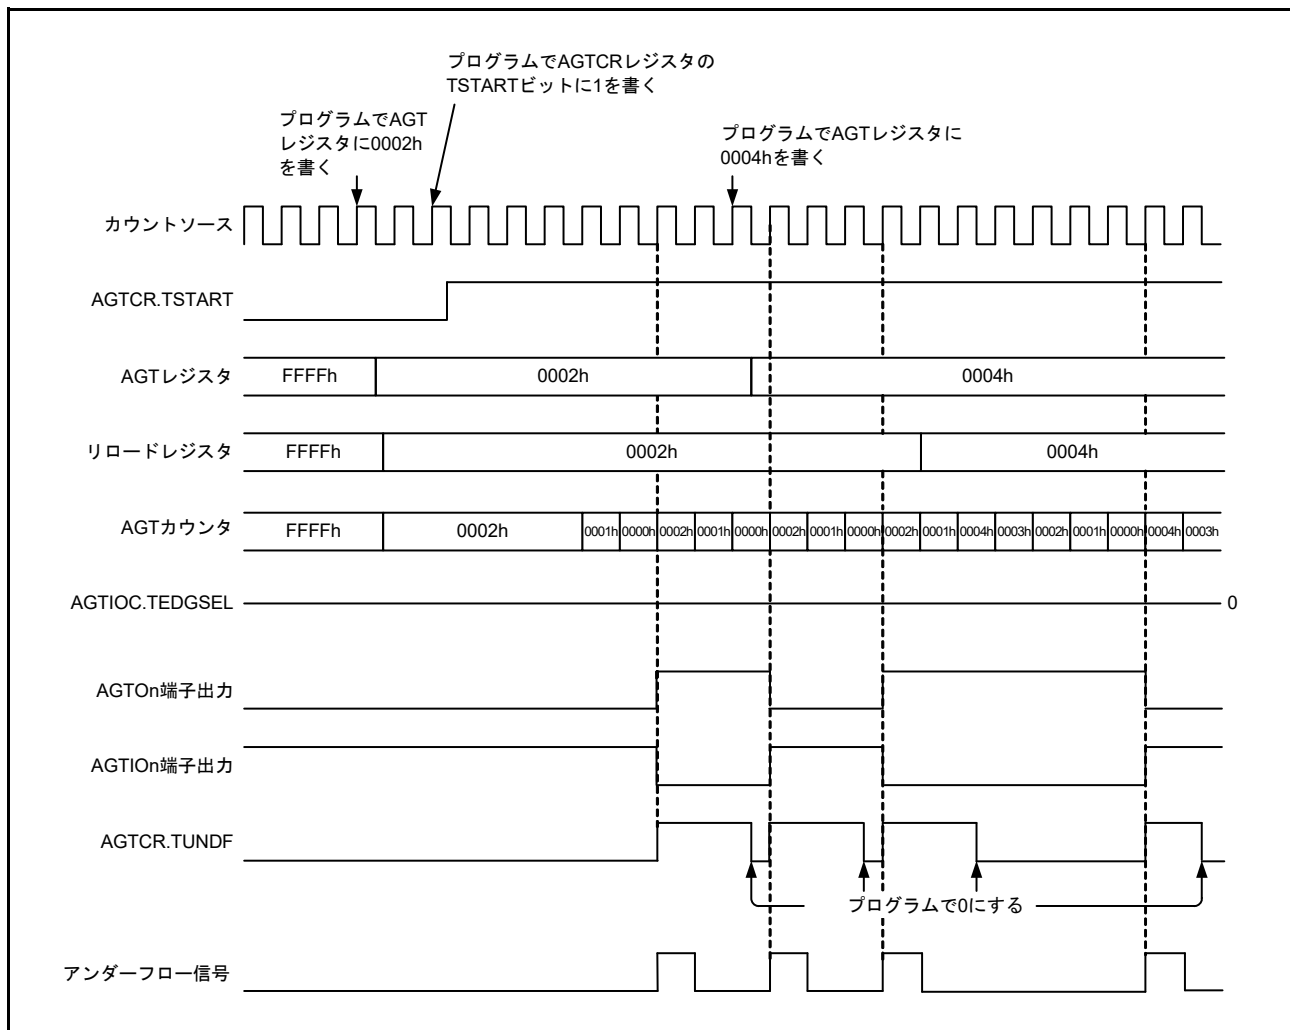 プログラムでAGTCRレジスタの
TSTARTビットに1を書く
プログラムでAGT
レジスタに0002h
を書く
プログラムでAGTレジスタに
0004hを書く
カウントソース
AGTCR.TSTART
AGTレジスタ FFFFh 0002h 0004h
リロードレジスタ FFFFh 0002h 0004h
AGTカウンタ FFFFh 0002h 0001h 0000h 0002h 0001h 0000h 0002h 0001h 0000h 0002h 0001h 0004h 0003h 0002h 0001h 0000h 0004h 0003h
AGTIOC.TEDGSEL 0
AGTOn端子出力
AGTIOn端子出力
AGTCR.TUNDF
プログラムで0にする
アンダーフロー信号